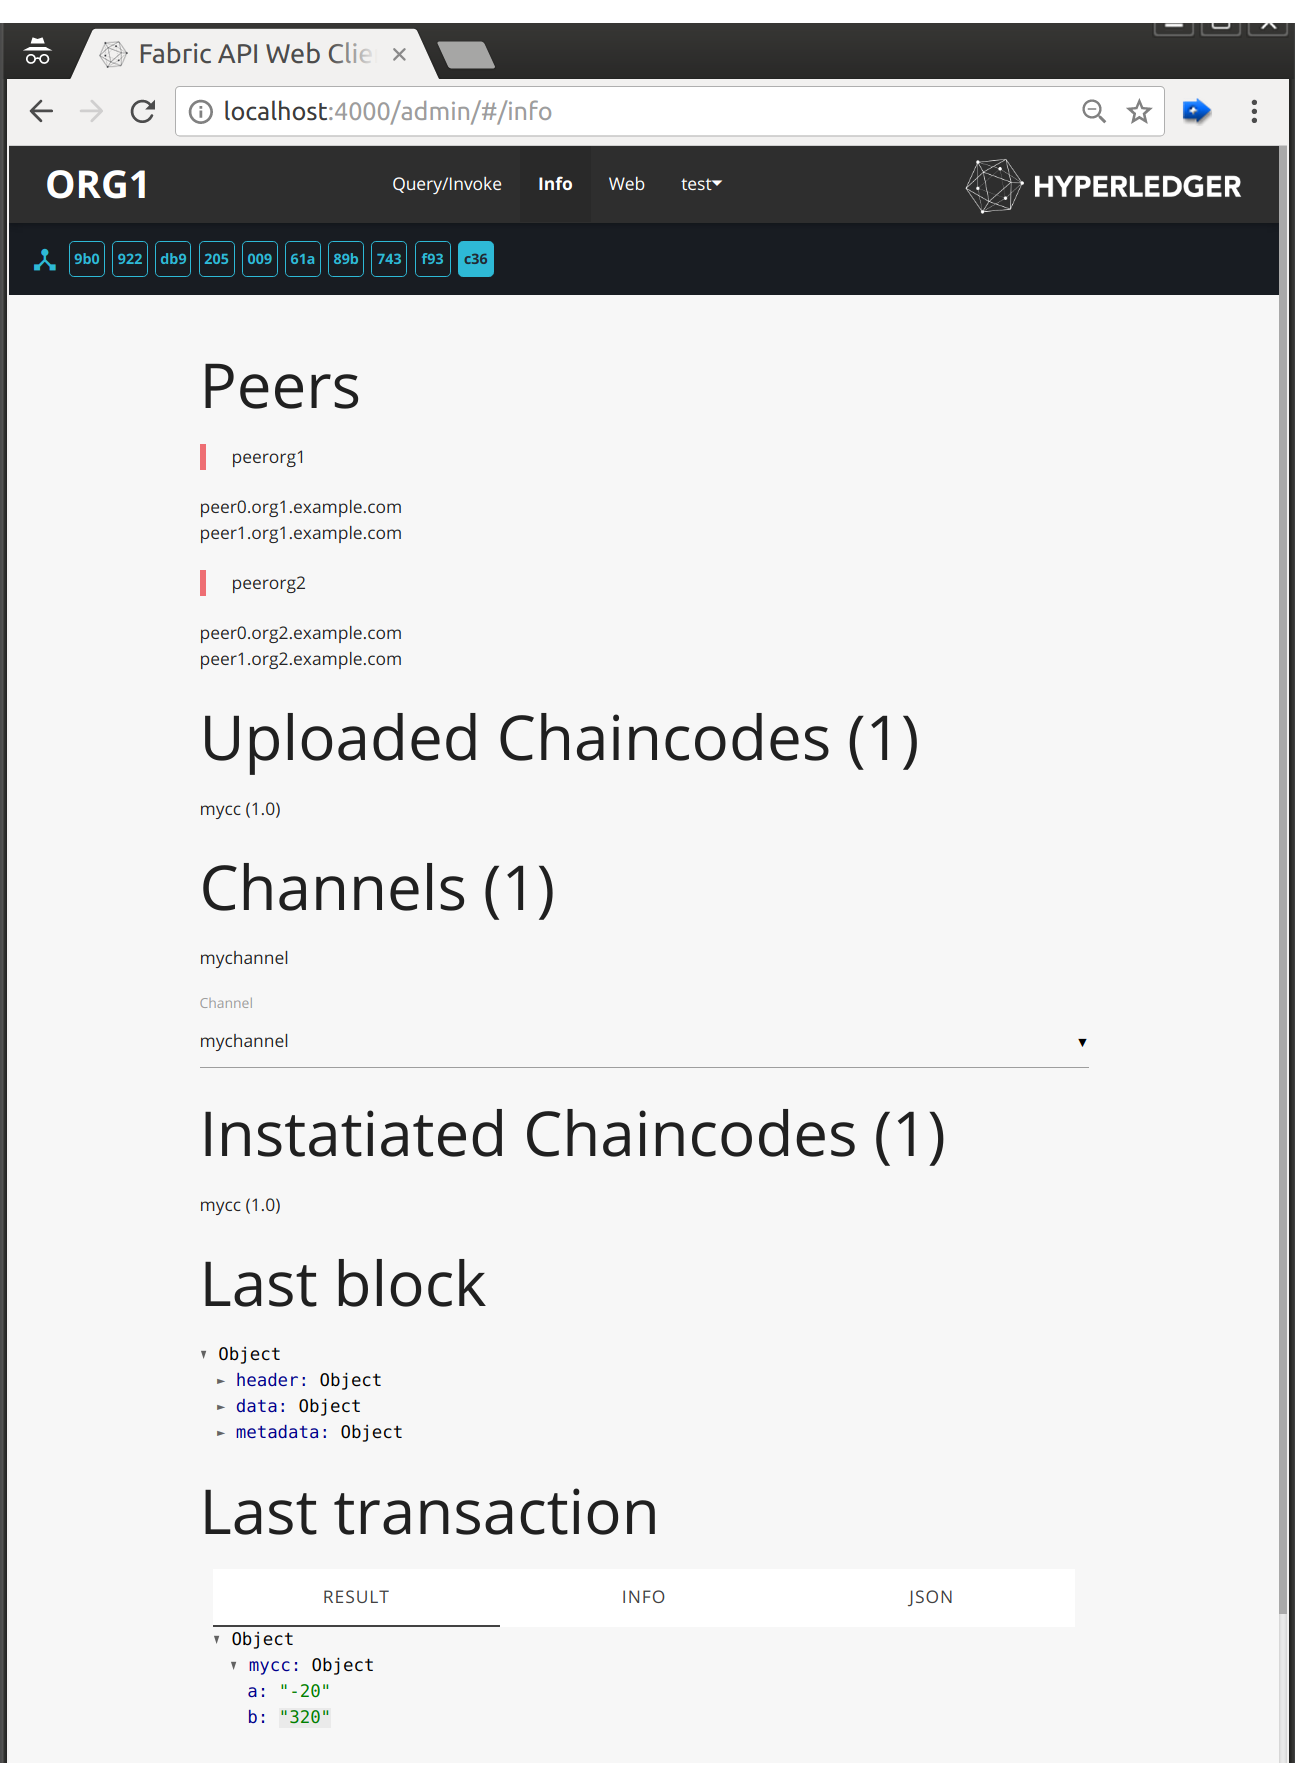 Fabric API Web Clie
localhost:4000/admin/#/info
ORG1 Query/Invoke Info Web test HYPERLEDGER
9b0 922 db9 205 009 61a 89b 743 f93 c36
Peers
peerorg1
peer0.org1.example.com
peer1.org1.example.com
peerorg2
peer0.org2.example.com
peer1.org2.example.com
Uploaded Chaincodes (1)
mycc (1.0)
Channels (1)
mychannel
Channel
mychannel
Instatiated Chaincodes (1)
mycc (1.0)
Last block
Object
header: Object
data: Object
metadata: Object
Last transaction
RESULT INFO JSON
Object
mycc: Object
a: "-20"
b: "320"